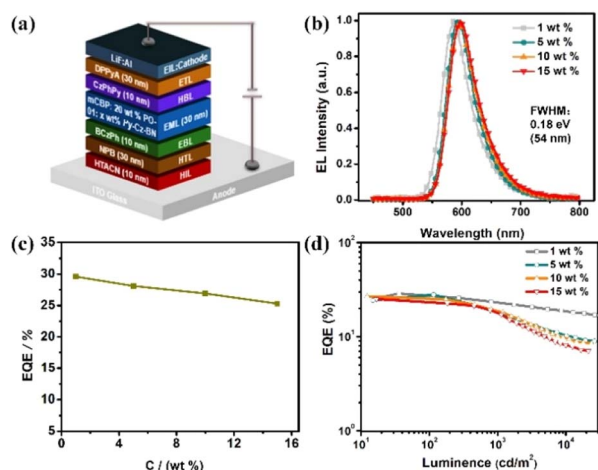 (a)
LiF:Al
EIL:Cathode
DPPyA (30 nm)
ETL
CzPhPy (10 nm)
HBL
mCBP: 20 wt % PO-
01: x wt% Py-Cz-BN
EML (30 nm)
BCzPh (10 nm)
EBL
NPB (30 nm)
HTL
HTACN (10 nm)
HIL
ITO Glass
Anode
(b)
EL Intensity (a.u.)
1.0
0.8
0.6
0.4
0.2
0.0
1 wt %
5 wt %
10 wt %
15 wt %
FWHM:
0.18 eV
(54 nm)
500 600 700 800
Wavelength (nm)
(c)
EQE / %
35
30
25
20
15
10
5
0 4 8 12 16
C / (wt %)
(d)
EQE (%)
10²
10¹
10⁰
1 wt %
5 wt %
10 wt %
15 wt %
10¹ 10² 10³ 10⁴
Luminence (cd/m²)